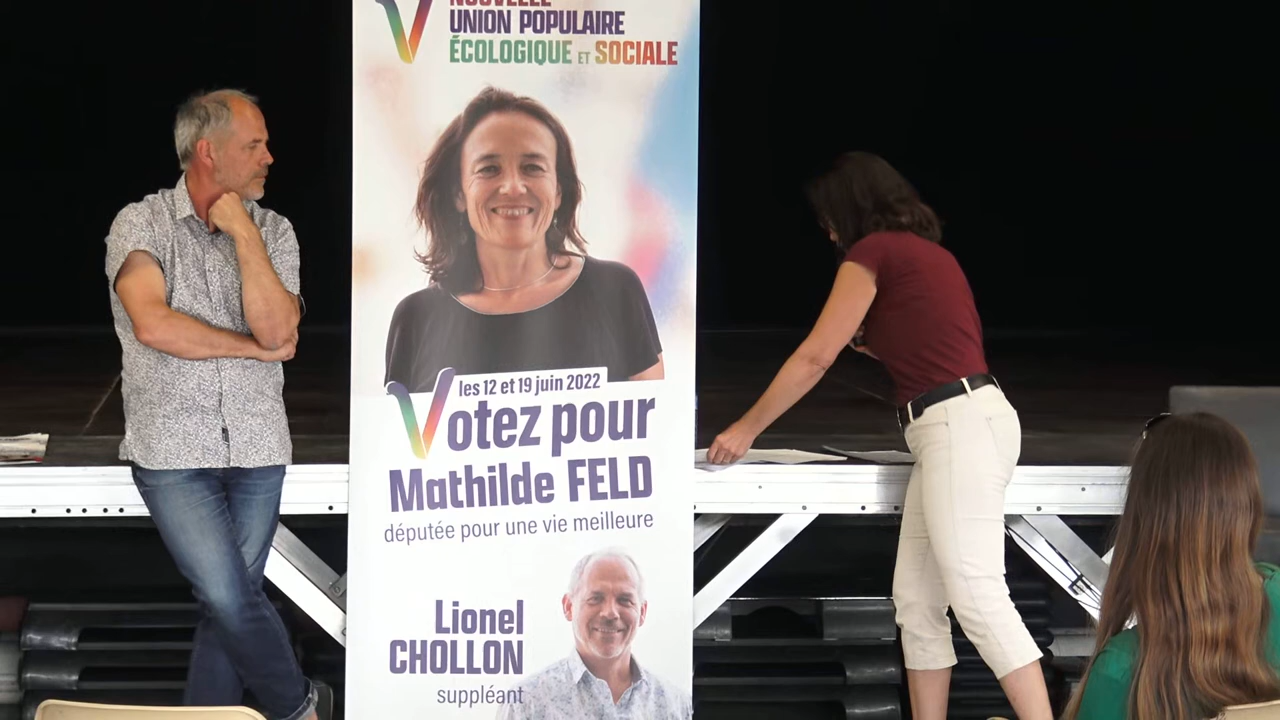 NOUVELLE
UNION POPULAIRE
ÉCOLOGIQUE ET SOCIALE
les 12 et 19 juin 2022
Votez pour
Mathilde FELD
députée pour une vie meilleure
Lionel
CHOLLON
suppléant